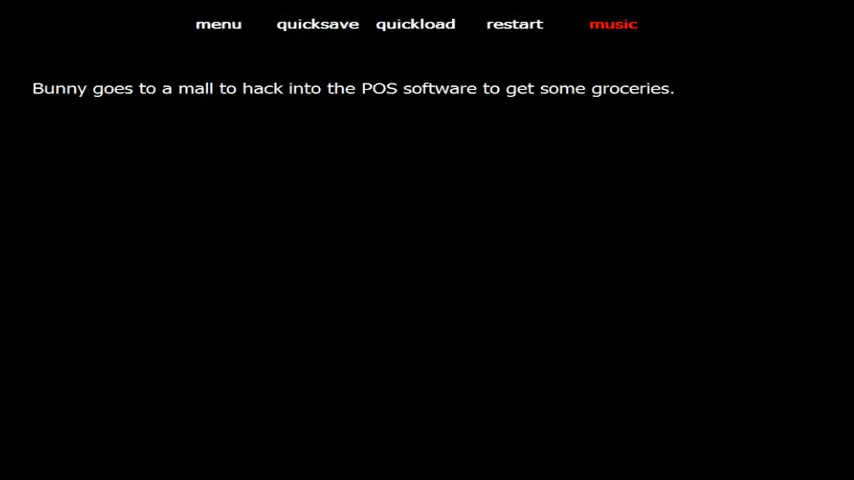 menu quicksave quickload restart music
Bunny goes to a mall to hack into the POS software to get some groceries.